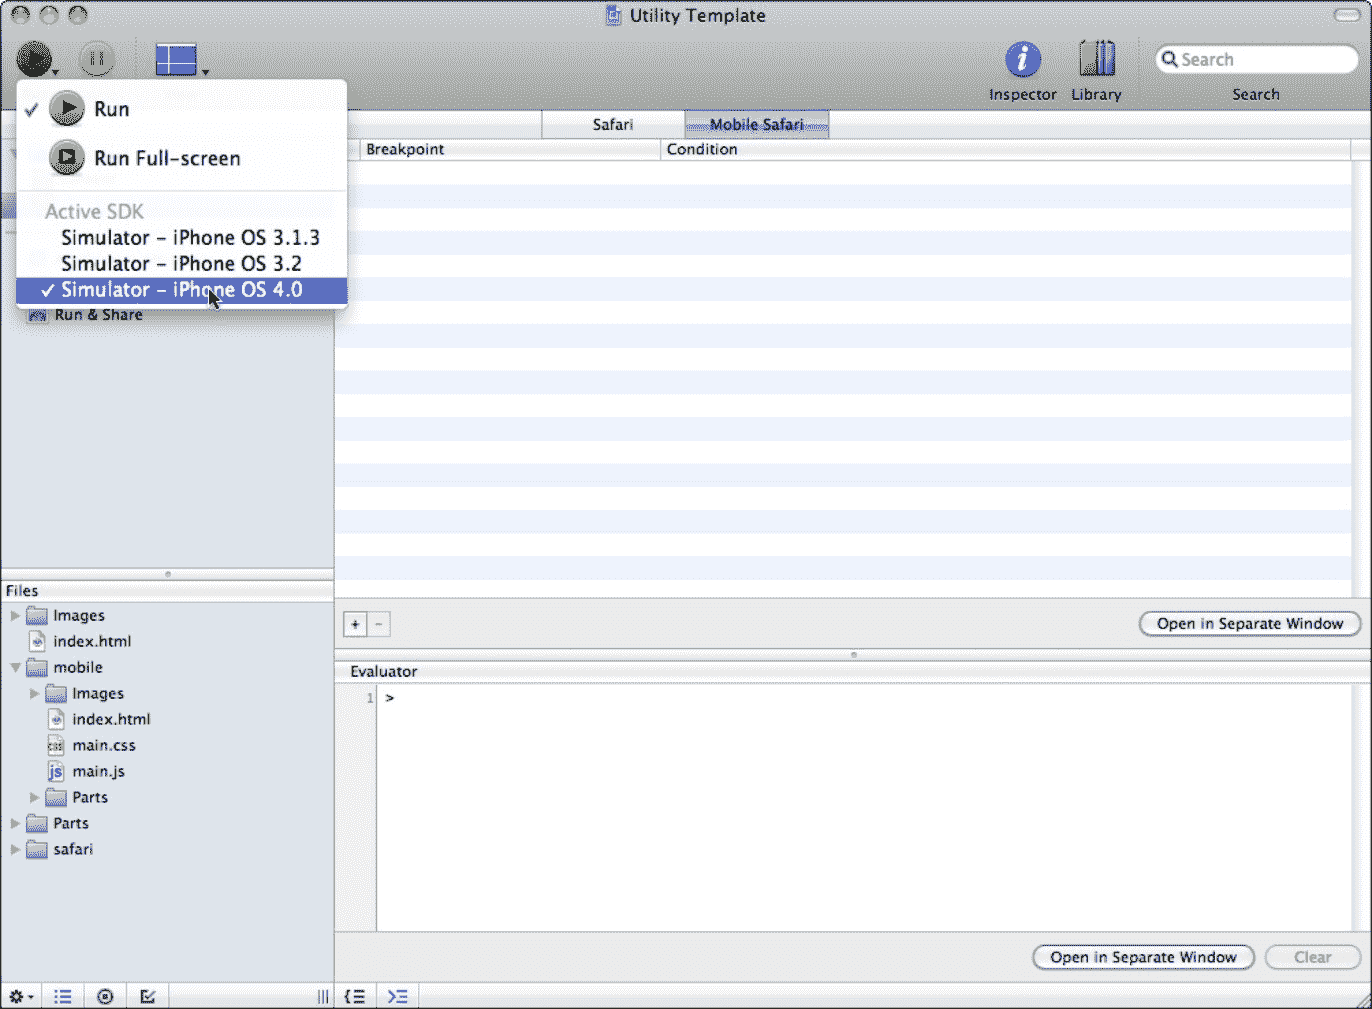 Utility Template
Inspector
Library
Search
Search
Run
Run Full-screen
Active SDK
Simulator – iPhone OS 3.1.3
Simulator – iPhone OS 3.2
✓ Simulator – iPhone OS 4.0
Run & Share
Safari
Mobile Safari
Breakpoint
Condition
Files
Images
index.html
mobile
Images
index.html
main.css
main.js
Parts
Parts
safari
+ −
Open in Separate Window
Evaluator
1 >
Open in Separate Window
Clear